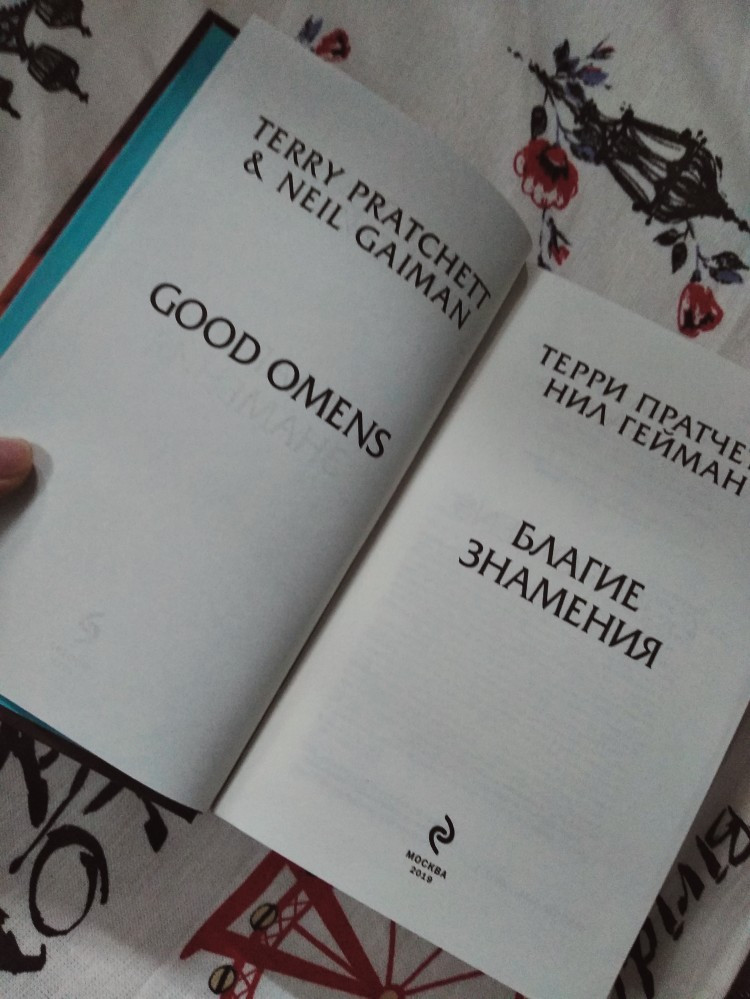 TERRY PRATCHETT
& NEIL GAIMAN
GOOD OMENS
ТЕРРИ ПРАТЧЕТ
НИЛ ГЕЙМАН
БЛАГИЕ
ЗНАМЕНИЯ
МОСКВА
2019